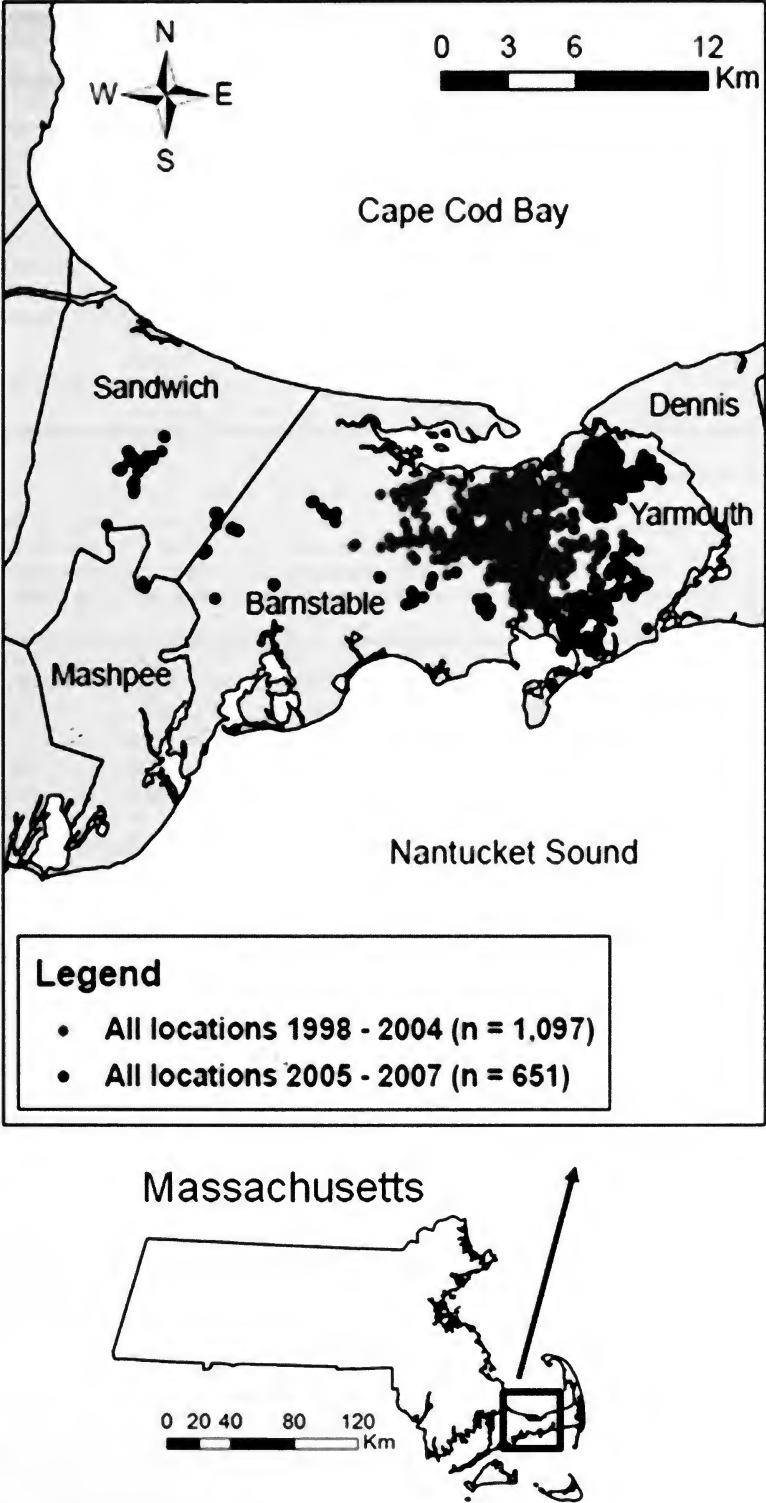 N
W E
S
0 3 6 12
Km
Cape Cod Bay
Sandwich
Dennis
Yarmouth
Barnstable
Mashpee
Nantucket Sound
Legend
All locations 1998 - 2004 (n = 1,097)
All locations 2005 - 2007 (n = 651)
Massachusetts
0 20 40 80 120
Km